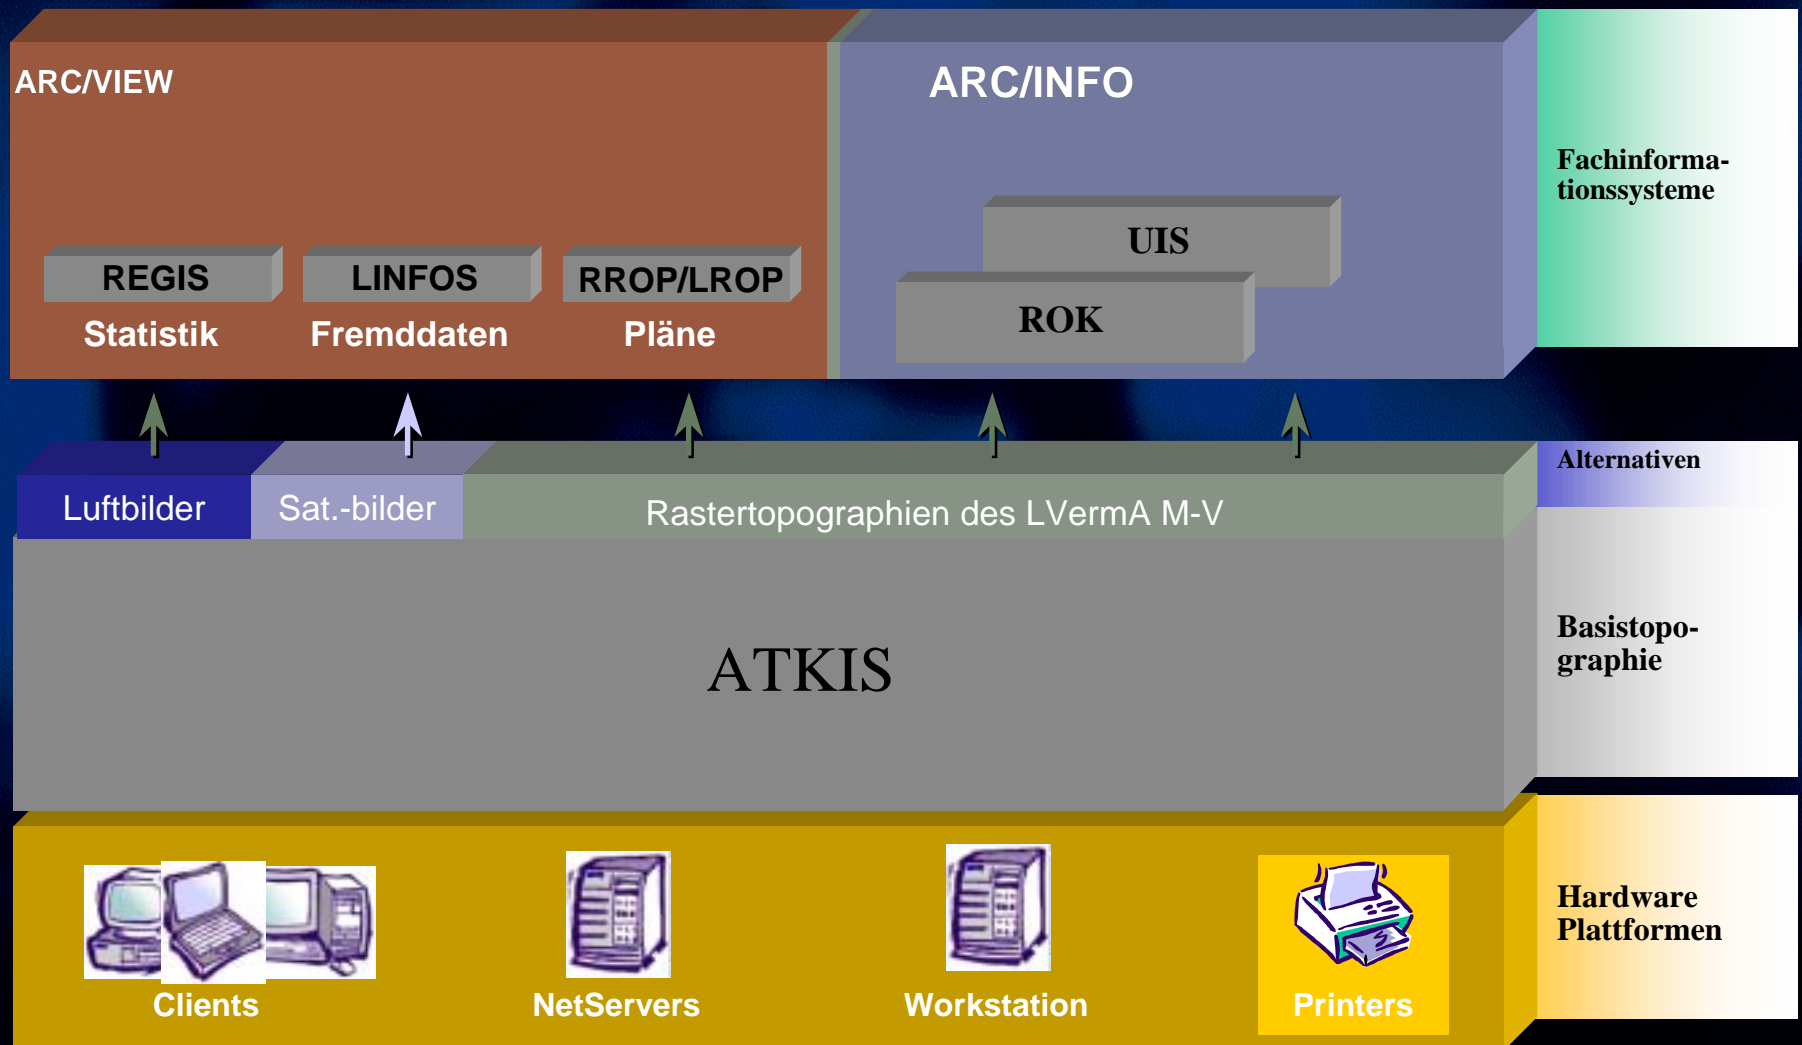 ARC/VIEW
ARC/INFO
Fachinforma-
tionssysteme
UIS
REGIS
LINFOS
RROP/LROP
ROK
Statistik
Fremddaten
Pläne
Alternativen
Luftbilder
Sat.-bilder
Rastertopographien des LVermA M-V
ATKIS
Basistopo-
graphie
Hardware
Plattformen
Clients
NetServers
Workstation
Printers